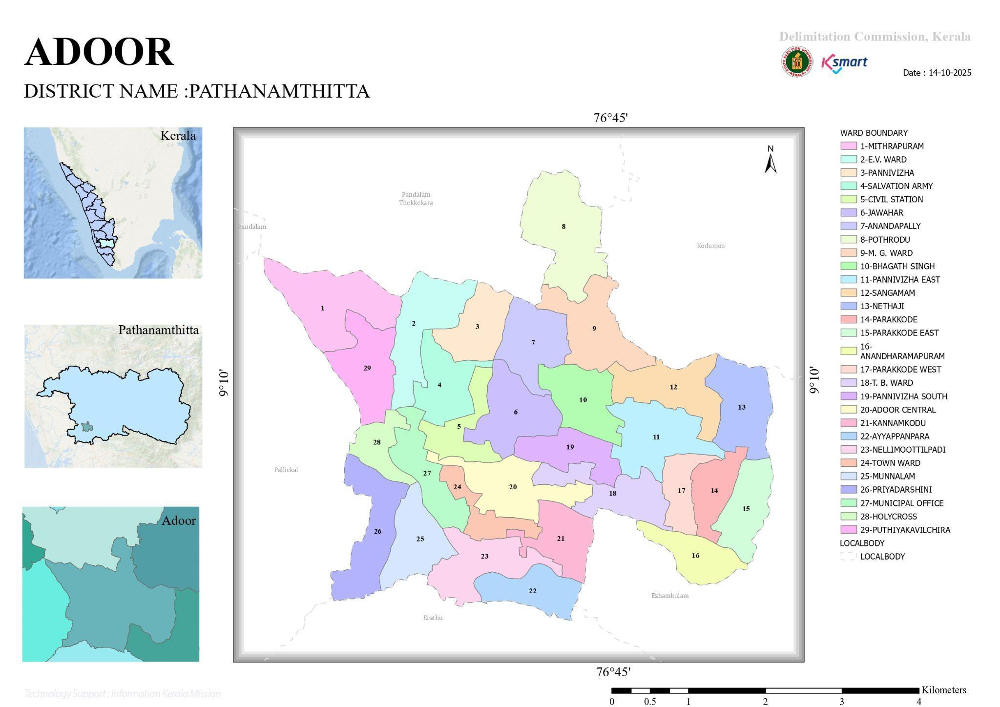 ADOOR
DISTRICT NAME :PATHANAMTHITTA
Delimitation Commission, Kerala
STATE ELECTION COMMISSION
KERALA
Ksmart
Date : 14-10-2025
Kerala
Pathanamthitta
Adoor
76°45'
9°10'
9°10'
76°45'
N
Pandalam
Thekkekara
Pandalam
Kodumon
Pallickal
Erathu
Ezhamkulam
8
1
2
3
9
7
29
4
12
10
13
6
5
11
28
19
27
24
20
18
17
14
15
26
25
21
23
16
22
WARD BOUNDARY
1-MITHRAPURAM
2-E.V. WARD
3-PANNIVIZHA
4-SALVATION ARMY
5-CIVIL STATION
6-JAWAHAR
7-ANANDAPALLY
8-POTHRODU
9-M. G. WARD
10-BHAGATH SINGH
11-PANNIVIZHA EAST
12-SANGAMAM
13-NETHAJI
14-PARAKKODE
15-PARAKKODE EAST
16-
ANANDHARAMAPURAM
17-PARAKKODE WEST
18-T. B. WARD
19-PANNIVIZHA SOUTH
20-ADOOR CENTRAL
21-KANNAMKODU
22-AYYAPPANPARA
23-NELLIMOOTTILPADI
24-TOWN WARD
25-MUNNALAM
26-PRIYADARSHINI
27-MUNICIPAL OFFICE
28-HOLYCROSS
29-PUTHIYAKAVILCHIRA
LOCALBODY
LOCALBODY
Technology Support : Information Kerala Mission
Kilometers
0 0.5 1 2 3 4